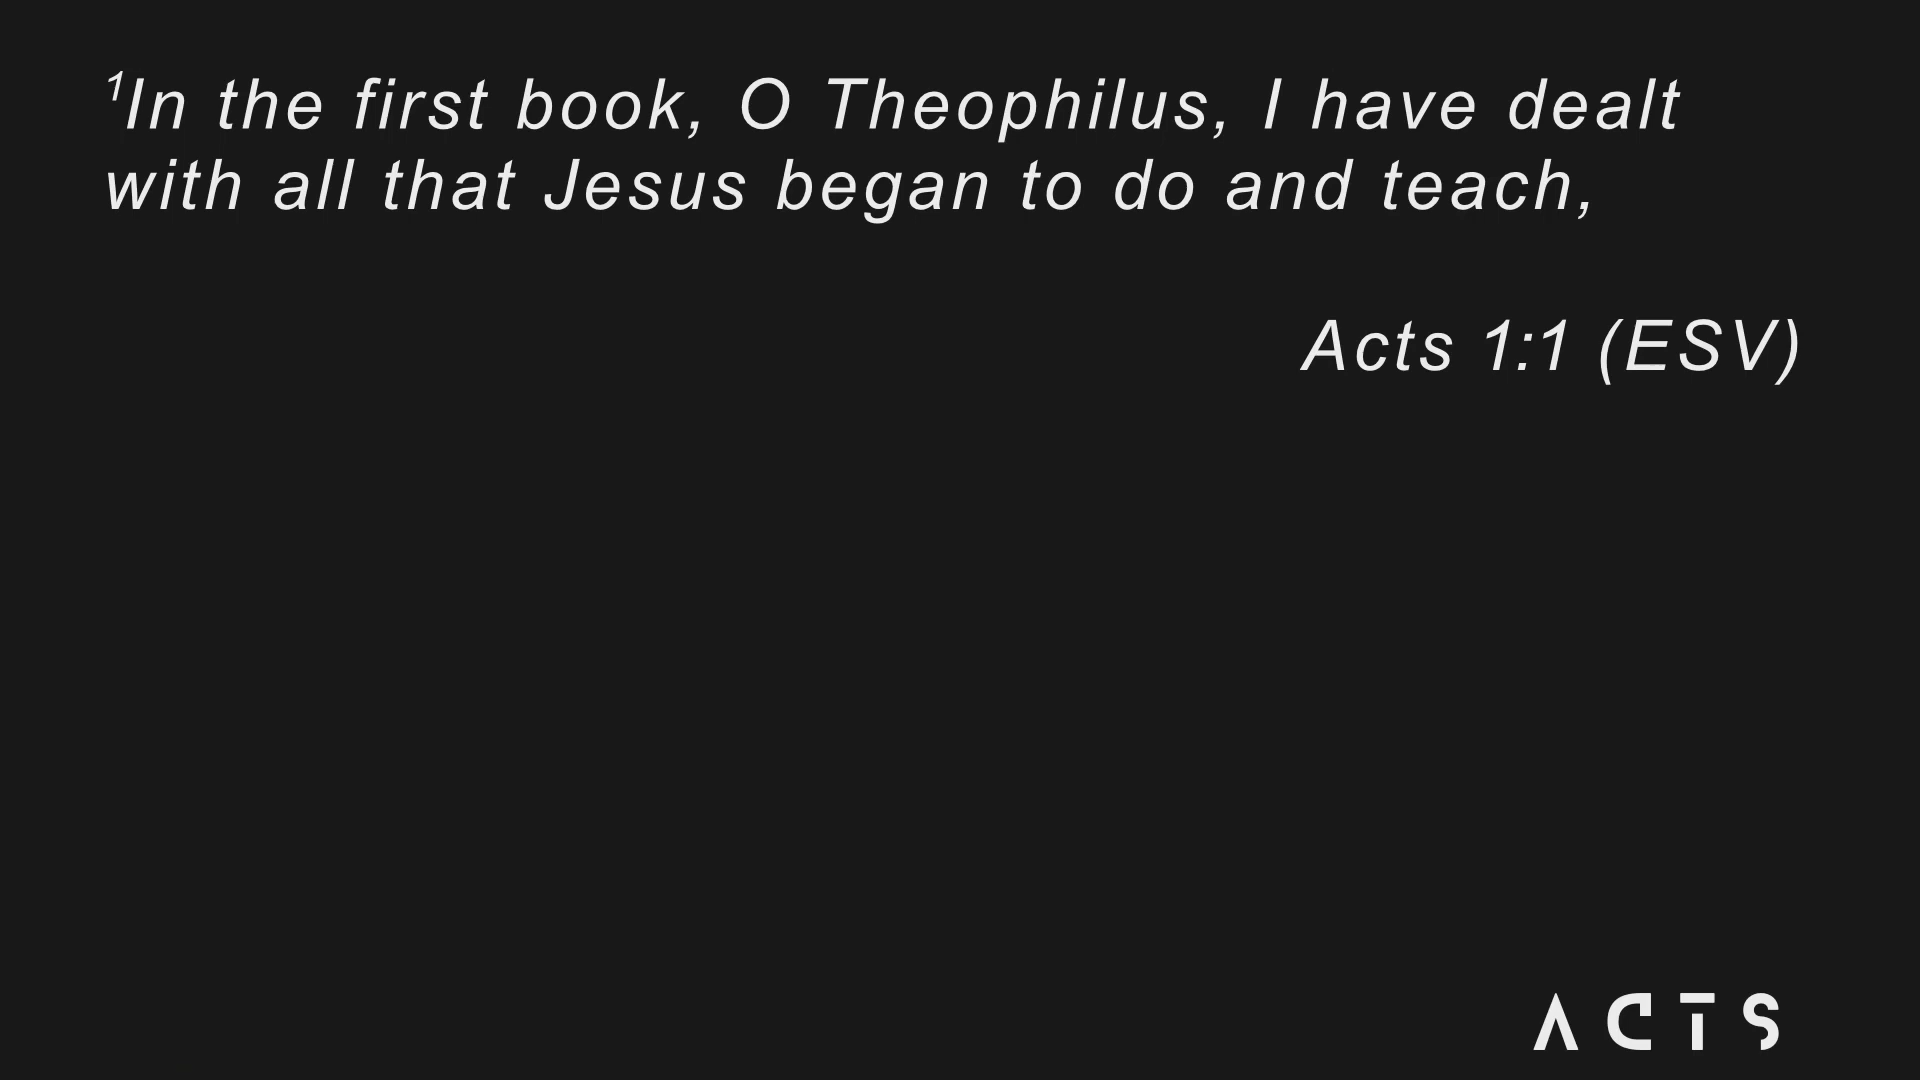 ¹In the first book, O Theophilus, I have dealt
with all that Jesus began to do and teach,
Acts 1:1 (ESV)
ACTS